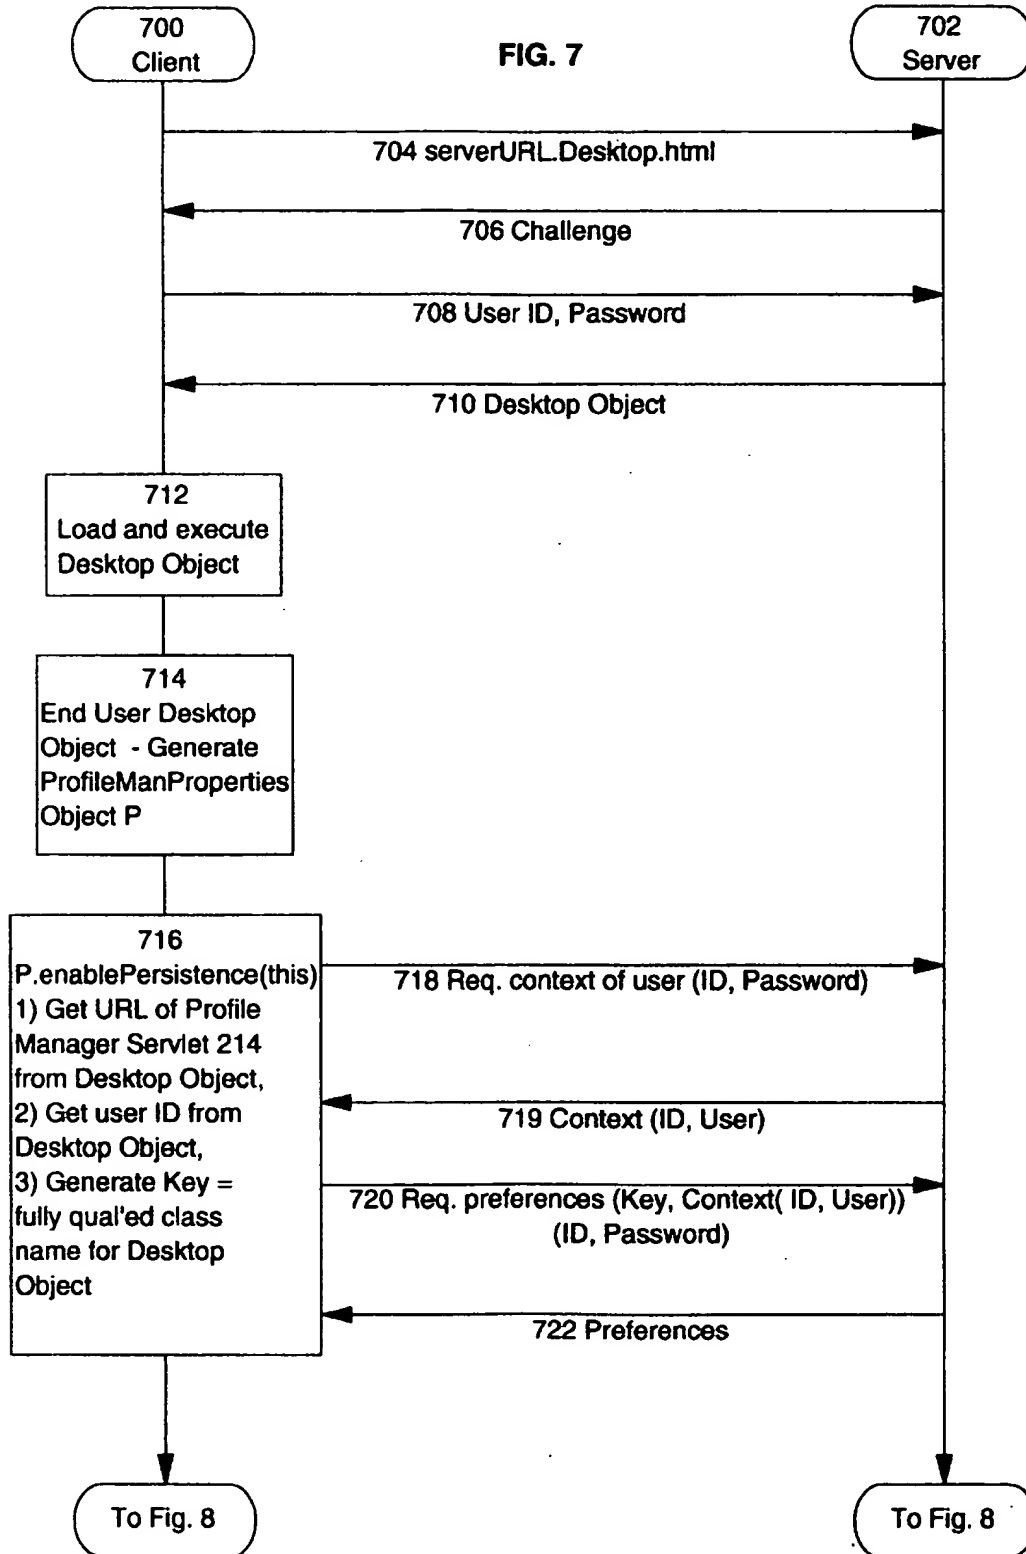 700
Client
FIG. 7
702
Server
704 serverURL.Desktop.html
706 Challenge
708 User ID, Password
710 Desktop Object
712
Load and execute
Desktop Object
714
End User Desktop
Object - Generate
ProfileManProperties
Object P
716
P.enablePersistence(this)
1) Get URL of Profile
Manager Servlet 214
from Desktop Object,
2) Get user ID from
Desktop Object,
3) Generate Key =
fully qual'ed class
name for Desktop
Object
718 Req. context of user (ID, Password)
719 Context (ID, User)
720 Req. preferences (Key, Context( ID, User))
(ID, Password)
722 Preferences
To Fig. 8
To Fig. 8